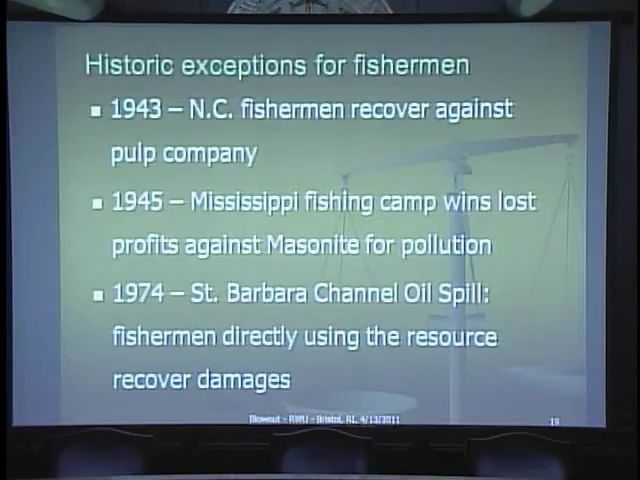 Historic exceptions for fishermen
■ 1943 – N.C. fishermen recover against
pulp company
■ 1945 – Mississippi fishing camp wins lost
profits against Masonite for pollution
■ 1974 – St. Barbara Channel Oil Spill:
fishermen directly using the resource
recover damages
Blowout - RWU - Bristol, RI, 4/13/2011
19